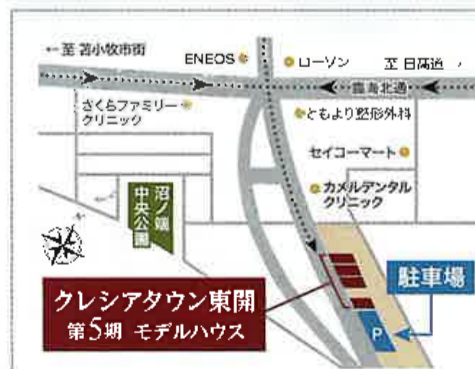 ←至 苫小牧市街
ENEOS
ローソン
至 日高道→
臨海北通
さくらファミリー
クリニック
ともより整形外科
セイコーマート
カメルデンタル
クリニック
沼ノ端
中央公園
クレシアタウン東開
第5期 モデルハウス
駐車場
P